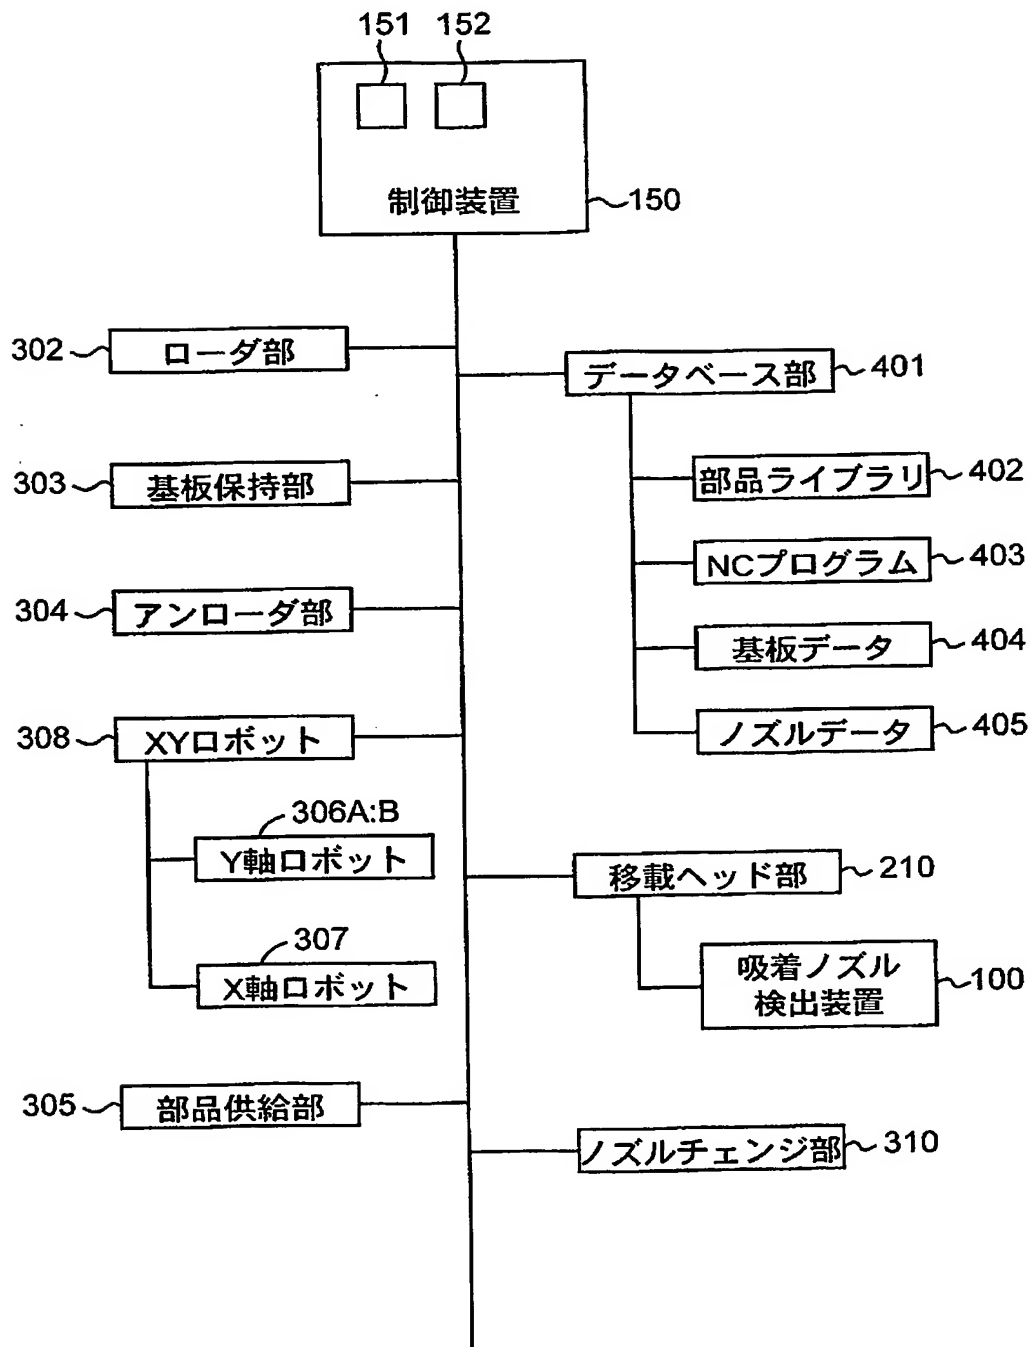 151 152
制御装置
150
302
ローダ部
データベース部
401
303
基板保持部
部品ライブラリ
402
NCプログラム
403
304
アンローダ部
基板データ
404
308
XYロボット
ノズルデータ
405
306A:B
Y軸ロボット
移載ヘッド部
210
307
X軸ロボット
吸着ノズル
検出装置
100
305
部品供給部
ノズルチェンジ部
310